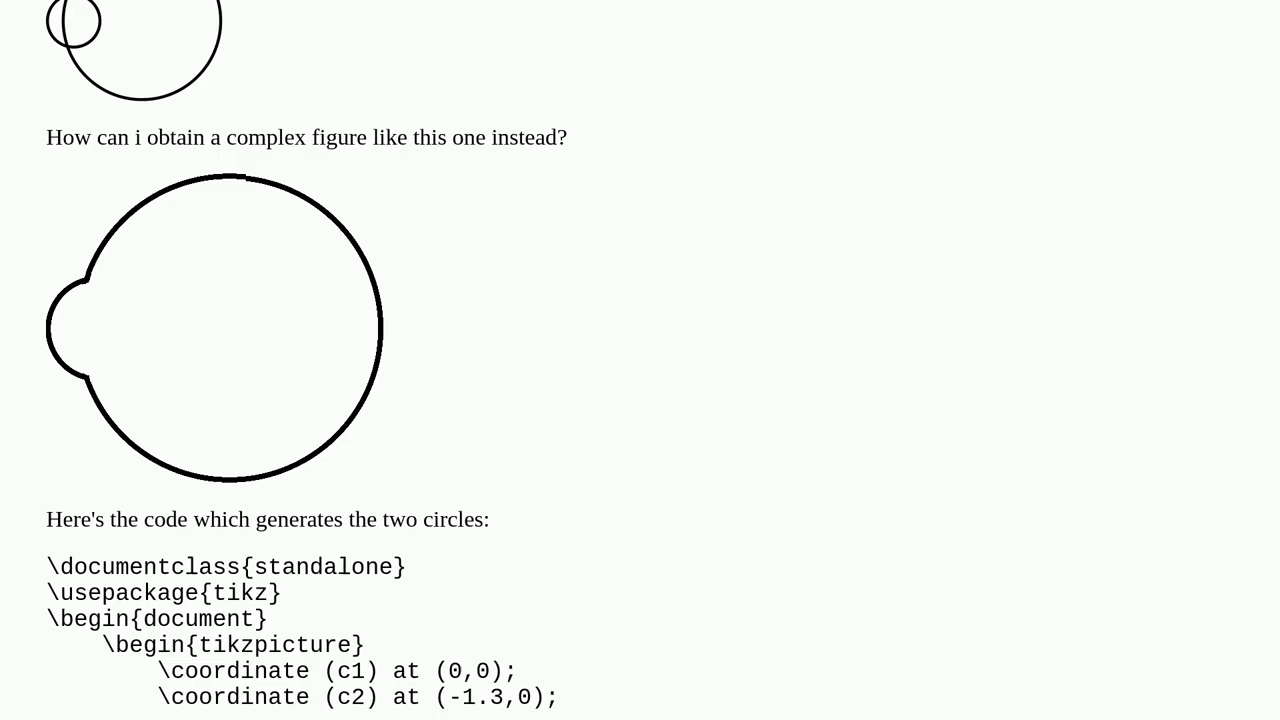 How can i obtain a complex figure like this one instead?
Here's the code which generates the two circles:
\documentclass{standalone}
\usepackage{tikz}
\begin{document}
    \begin{tikzpicture}
        \coordinate (c1) at (0,0);
        \coordinate (c2) at (-1.3,0);